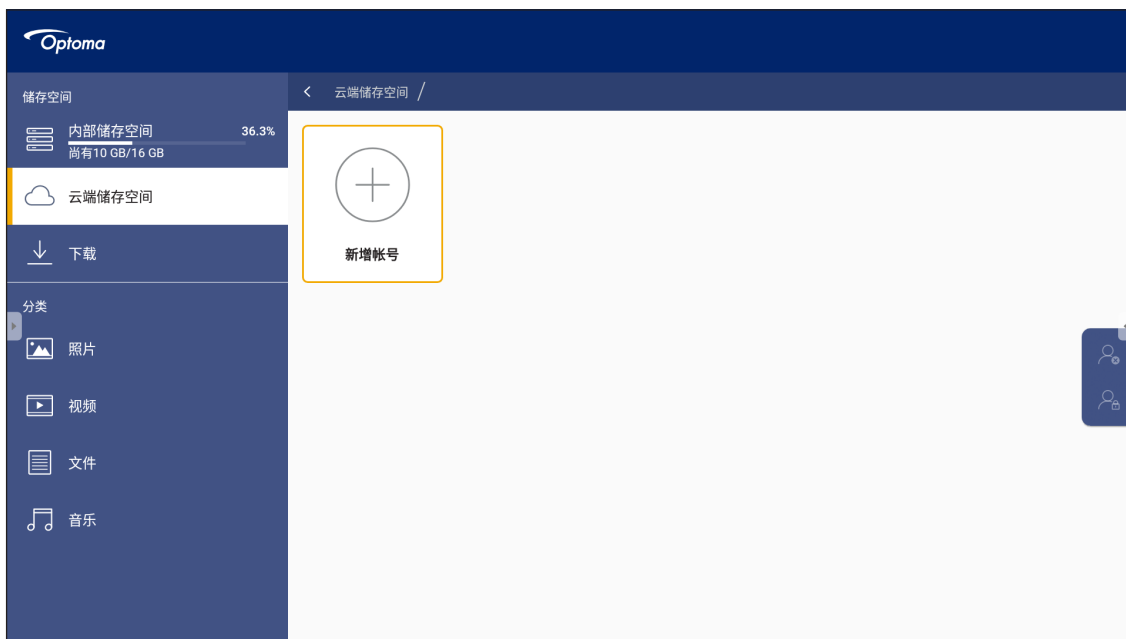 Optoma
储存空间
内部储存空间 36.3%
尚有10 GB/16 GB
云端储存空间
下载
分类
照片
视频
文件
音乐
云端储存空间 /
新增帐号